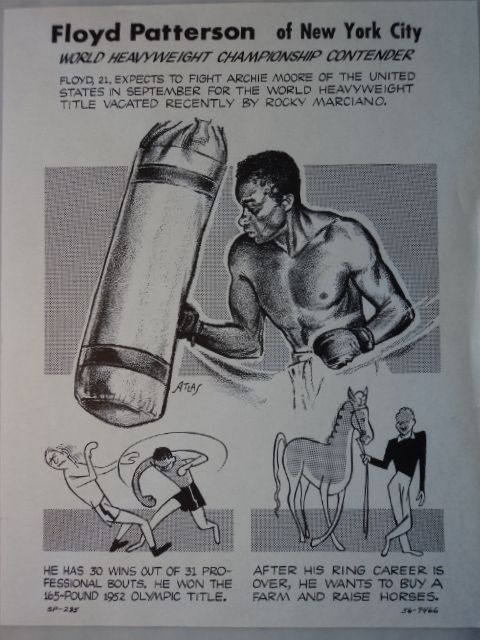 Floyd Patterson of New York City
WORLD HEAVYWEIGHT CHAMPIONSHIP CONTENDER
FLOYD, 21, EXPECTS TO FIGHT ARCHIE MOORE OF THE UNITED
STATES IN SEPTEMBER FOR THE WORLD HEAVYWEIGHT
TITLE VACATED RECENTLY BY ROCKY MARCIANO.
ATLAS
HE HAS 30 WINS OUT OF 31 PRO-
FESSIONAL BOUTS. HE WON THE
165-POUND 1952 OLYMPIC TITLE.
SP-285
AFTER HIS RING CAREER IS
OVER, HE WANTS TO BUY A
FARM AND RAISE HORSES.
56-7466